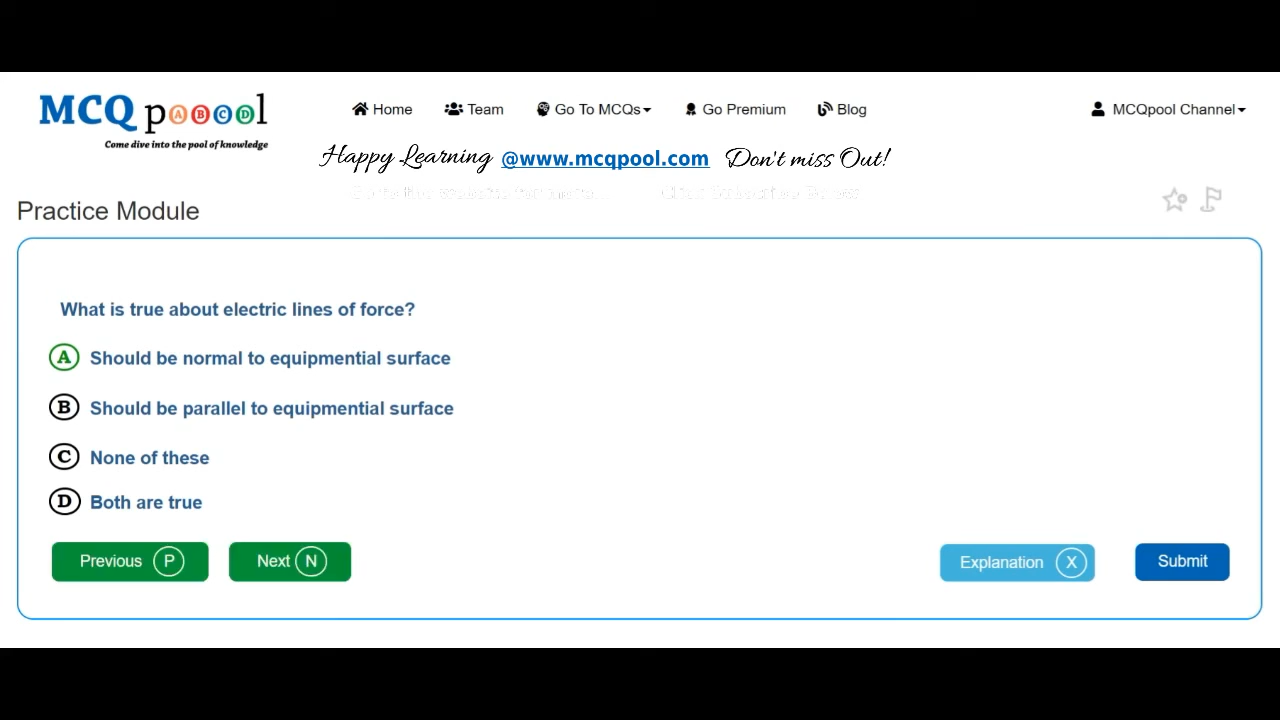 MCQ pooool
Come dive into the pool of knowledge
Home Team Go To MCQs Go Premium Blog MCQpool Channel
Happy Learning @www.mcqpool.com Don't miss Out!
Practice Module
What is true about electric lines of force?
A Should be normal to equipmential surface
B Should be parallel to equipmential surface
C None of these
D Both are true
Previous P Next N Explanation X Submit